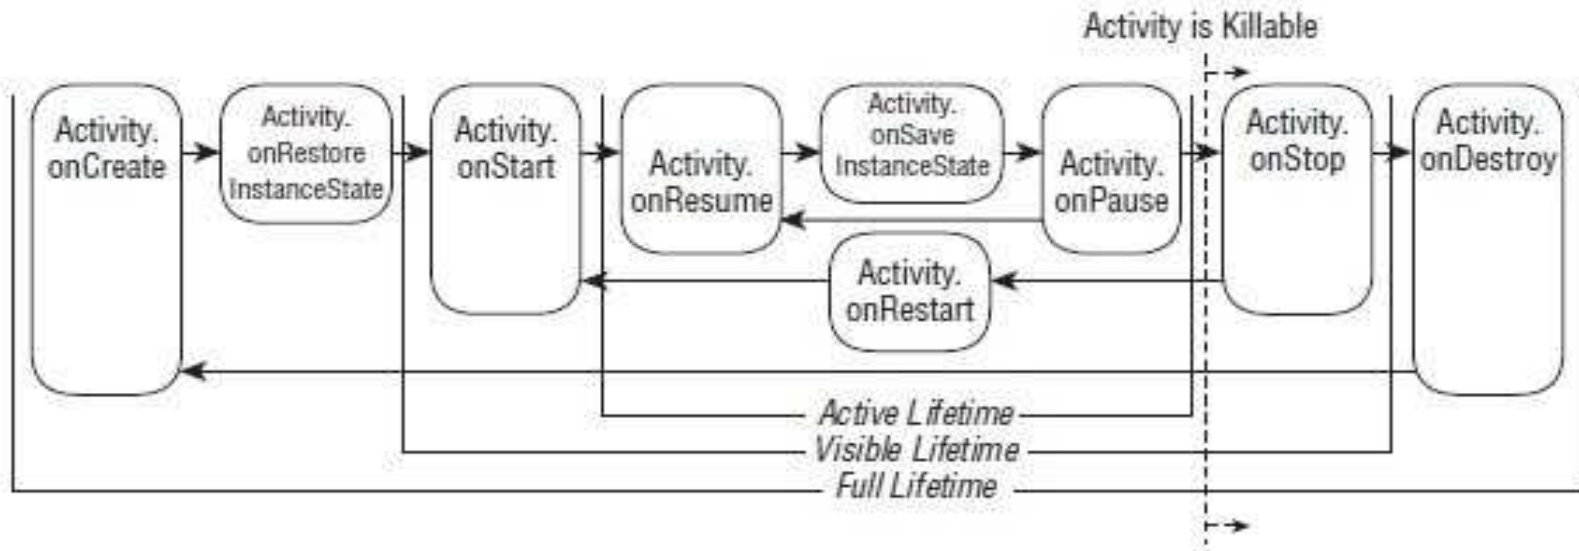 Activity is Killable
Activity.
onCreate
Activity.
onRestore
InstanceState
Activity.
onStart
Activity.
onResume
Activity.
onSave
InstanceState
Activity.
onPause
Activity.
onStop
Activity.
onDestroy
Activity.
onRestart
Active Lifetime
Visible Lifetime
Full Lifetime